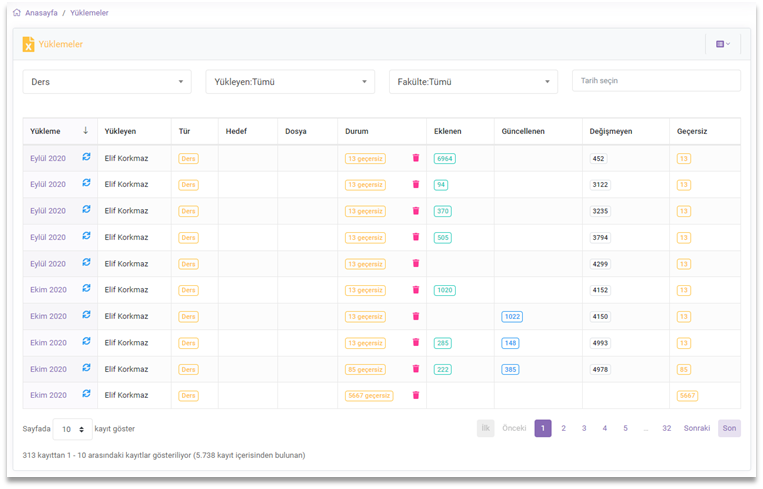 Anasayfa / Yüklemeler
Yüklemeler
Ders Yükleyen:Tümü Fakülte:Tümü Tarih seçin
Yükleme Yükleyen Tür Hedef Dosya Durum Eklenen Güncellenen Değişmeyen Geçersiz
Eylül 2020 Elif Korkmaz Ders 13 geçersiz 6964 452 13
Eylül 2020 Elif Korkmaz Ders 13 geçersiz 94 3122 13
Eylül 2020 Elif Korkmaz Ders 13 geçersiz 370 3235 13
Eylül 2020 Elif Korkmaz Ders 13 geçersiz 505 3794 13
Eylül 2020 Elif Korkmaz Ders 13 geçersiz 4299 13
Ekim 2020 Elif Korkmaz Ders 13 geçersiz 1020 4152 13
Ekim 2020 Elif Korkmaz Ders 13 geçersiz 1022 4150 13
Ekim 2020 Elif Korkmaz Ders 13 geçersiz 285 148 4993 13
Ekim 2020 Elif Korkmaz Ders 85 geçersiz 222 385 4978 85
Ekim 2020 Elif Korkmaz Ders 5667 geçersiz 5667
Sayfada 10 kayıt göster İlk Önceki 1 2 3 4 5 ... 32 Sonraki Son
313 kayıttan 1 - 10 arasındaki kayıtlar gösteriliyor (5.738 kayıt içerisinden bulunan)